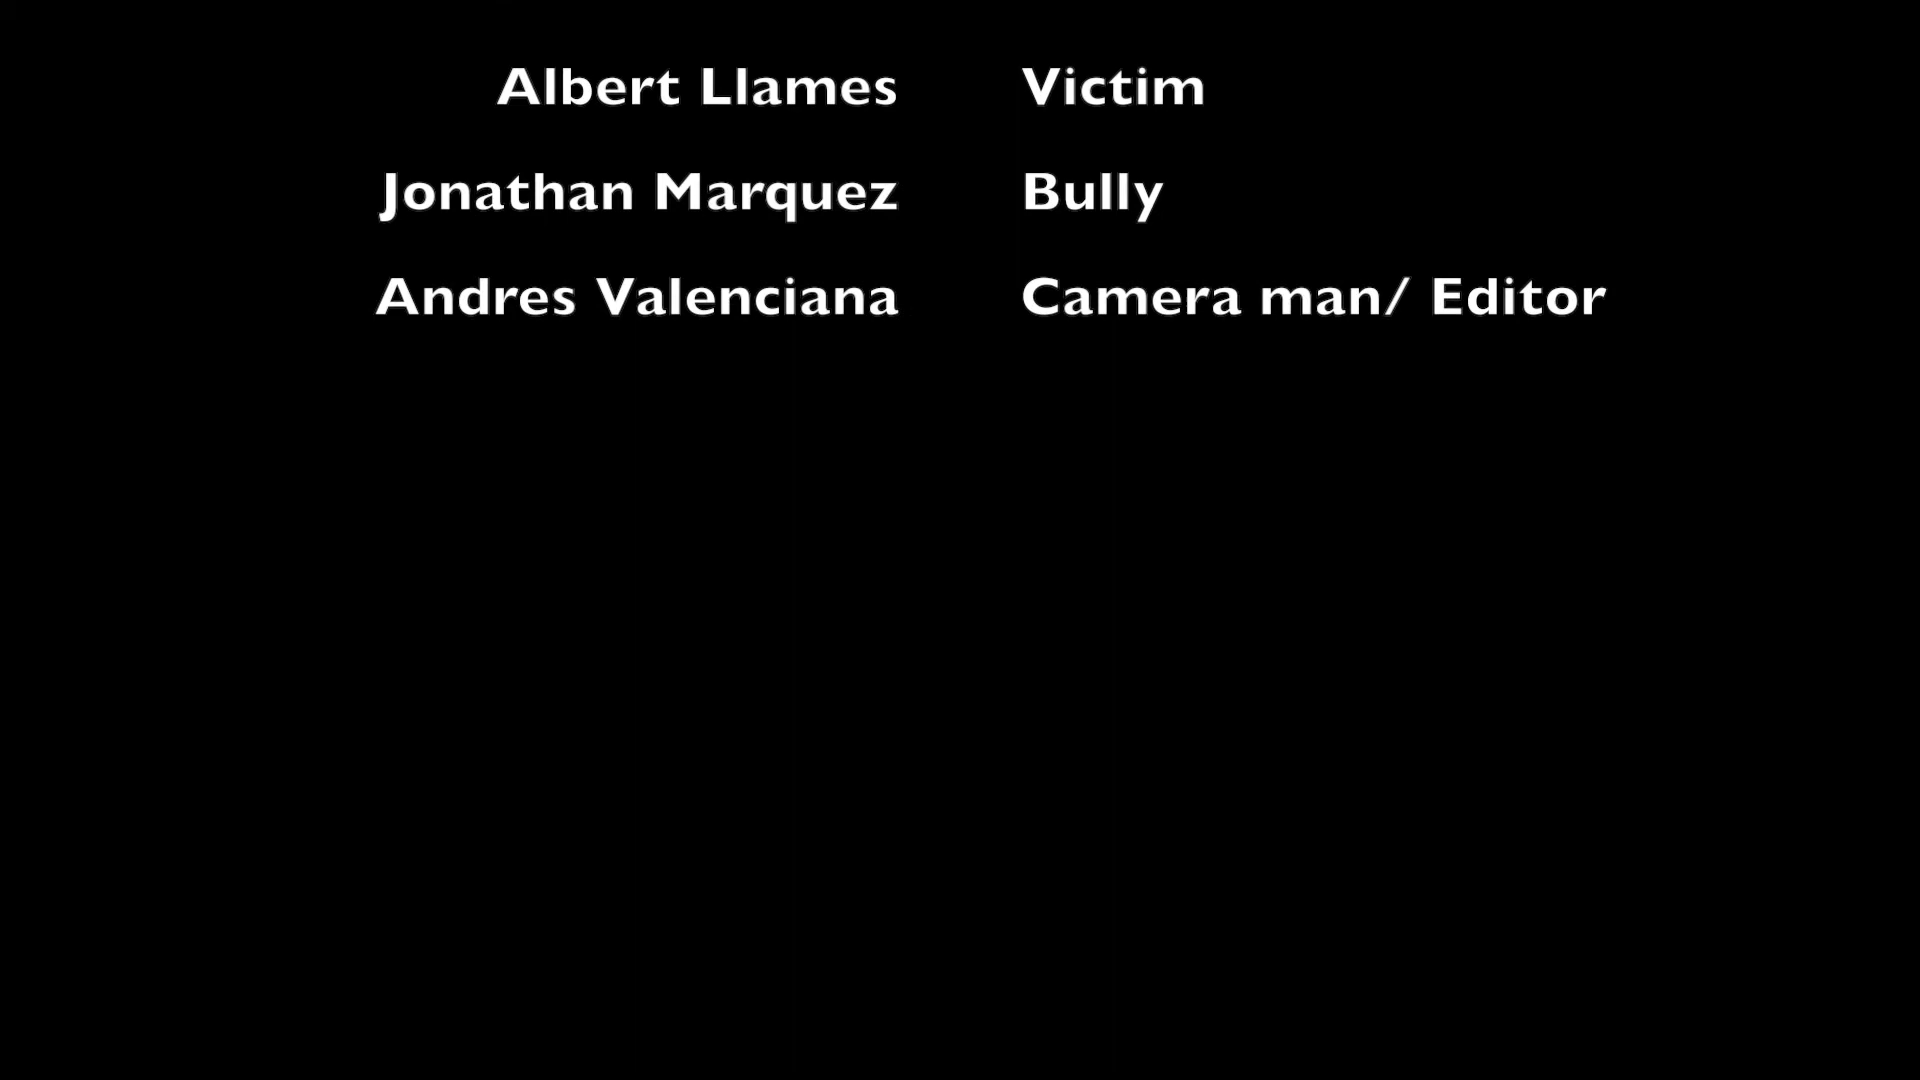 Albert Llames Victim
Jonathan Marquez Bully
Andres Valenciana Camera man/ Editor